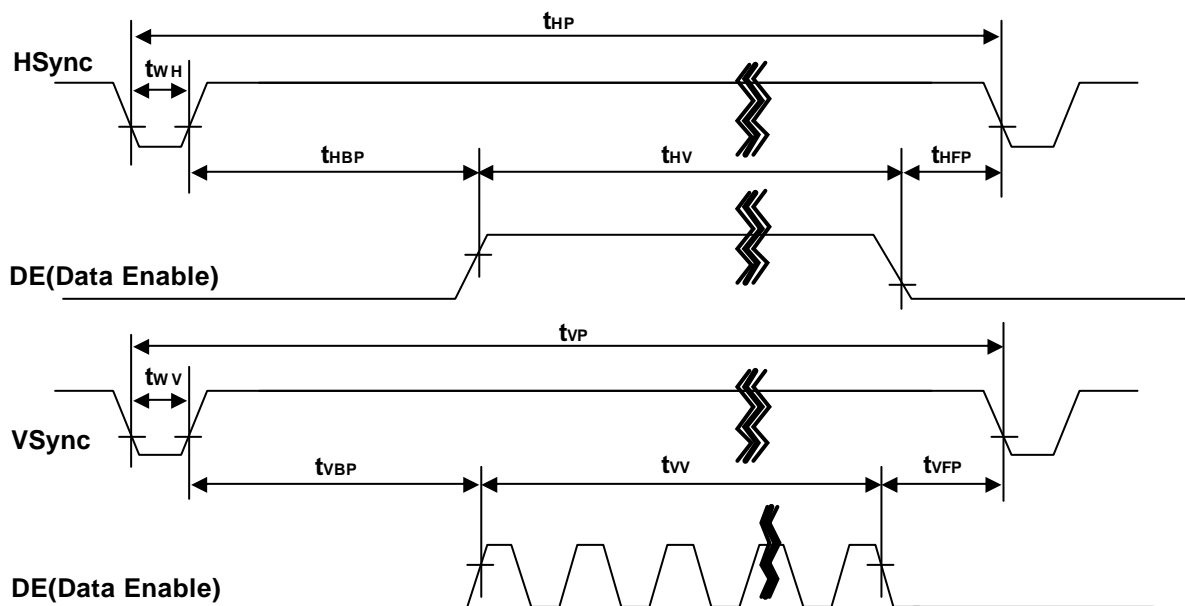 tHP
HSync
tWH
tHBP tHV tHFP
DE(Data Enable)
tVP
tWV
VSync
tVBP tVV tVFP
DE(Data Enable)